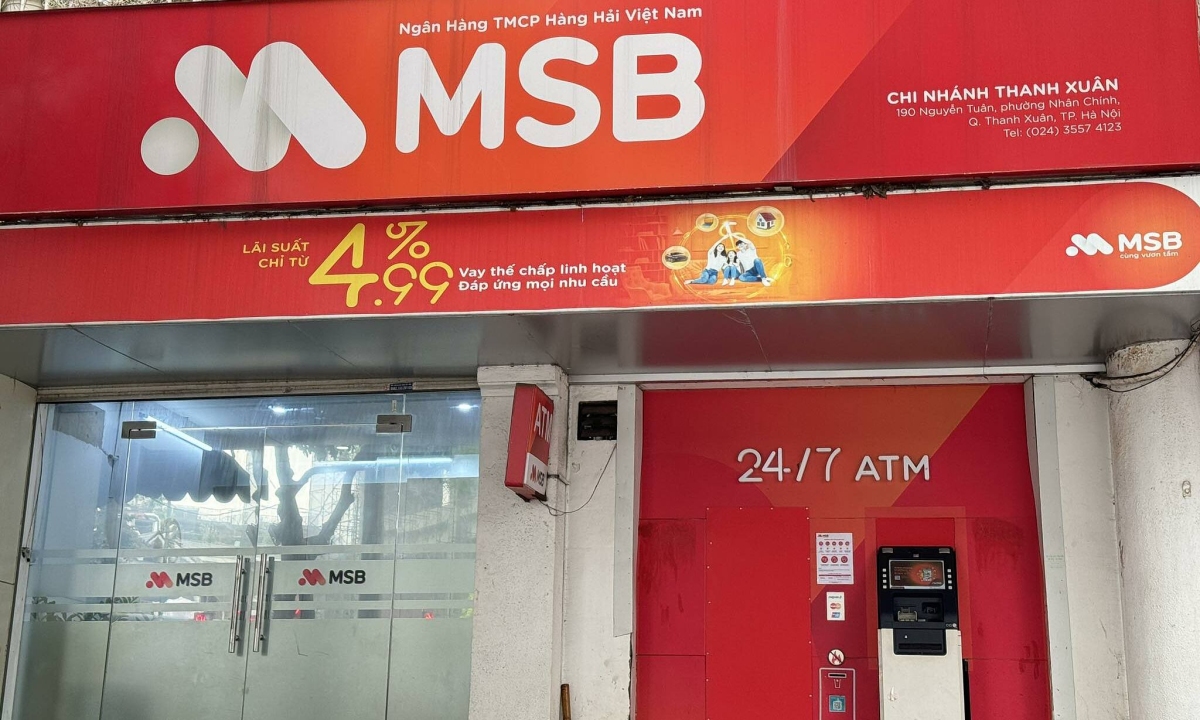 Ngân Hàng TMCP Hàng Hải Việt Nam
MSB
CHI NHÁNH THANH XUÂN
190 Nguyễn Tuân, phường Nhân Chính,
Q. Thanh Xuân, TP. Hà Nội
Tel: (024) 3557 4123
LÃI SUẤT
CHỈ TỪ
4.99%
Vay thế chấp linh hoạt
Đáp ứng mọi nhu cầu
MSB
cùng vươn tầm
ATM
MSB
24/7 ATM
MSB
MSB